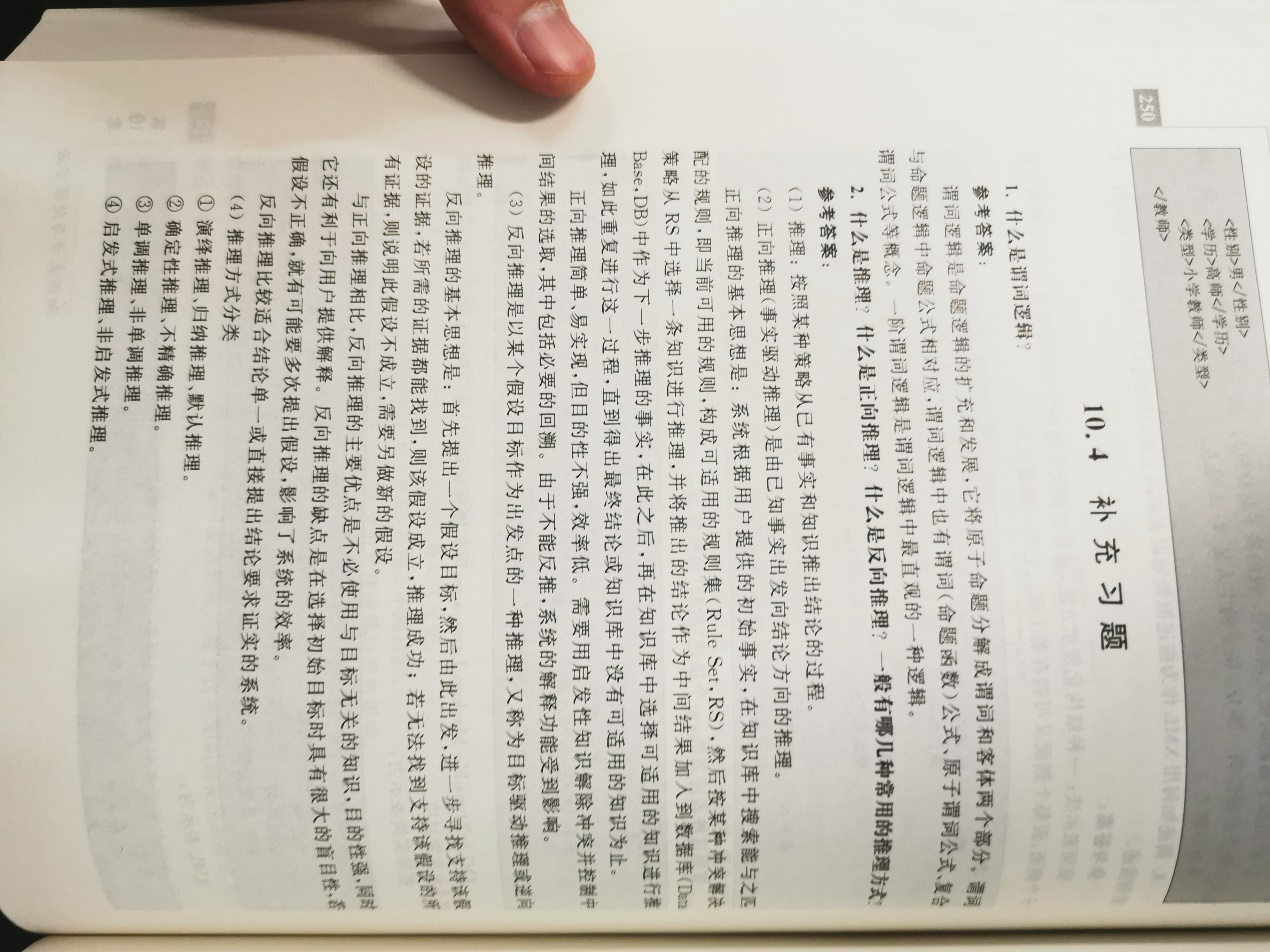 250
<性别>男</性别>
<学历>高师</学历>
<类型>小学教师</类型>
</教师>
10.4 补充习题
1. 什么是谓词逻辑?
参考答案:
谓词逻辑是命题逻辑的扩充和发展,它将原子命题分解成谓词和客体两个部分。谓词
与命题逻辑中命题公式相对应,谓词逻辑中也有谓词(命题函数)公式、原子谓词公式、复合
谓词公式等概念。一阶谓词逻辑是谓词逻辑中最直观的一种逻辑。
2. 什么是推理? 什么是正向推理? 什么是反向推理? 一般有哪几种常用的推理方式?
参考答案:
(1) 推理:按照某种策略从已有事实和知识推出结论的过程。
(2) 正向推理(事实驱动推理)是由已知事实出发向结论方向的推理。
正向推理的基本思想是:系统根据用户提供的初始事实,在知识库中搜索能与之匹
配的规则,即当前可用的规则,构成可适用的规则集(Rule Set,RS),然后按某种冲突解决
策略从 RS 中选择一条知识进行推理,并将推出的结论作为中间结果加入到数据库(Data
Base,DB)中作为下一步推理的事实,在此之后,再在知识库中选择可适用的知识进行推
理,如此重复进行这一过程,直到得出最终结论或知识库中没有可适用的知识为止。
正向推理简单、易实现,但目的性不强,效率低。需要用启发性知识解除冲突并控制中
间结果的选取,其中包括必要的回溯。由于不能反推,系统的解释功能受到影响。
(3) 反向推理是以某个假设目标作为出发点的一种推理,又称为目标驱动推理或逆向
推理。
反向推理的基本思想是:首先提出一个假设目标,然后由此出发,进一步寻找支持该假
设的证据,若所需的证据都能找到,则该假设成立,推理成功;若无法找到支持该假设的所
有证据,则说明此假设不成立,需要另做新的假设。
与正向推理相比,反向推理的主要优点是不必使用与目标无关的知识,目的性强,同时
它还有利于向用户提供解释。反向推理的缺点是在选择初始目标时具有很大的盲目性,若
假设不正确,就有可能要多次提出假设,影响了系统的效率。
反向推理比较适合结论单一或直接提出结论要求证实的系统。
(4) 推理方式分类
① 演绎推理、归纳推理、默认推理。
② 确定性推理、不精确推理。
③ 单调推理、非单调推理。
④ 启发式推理、非启发式推理。